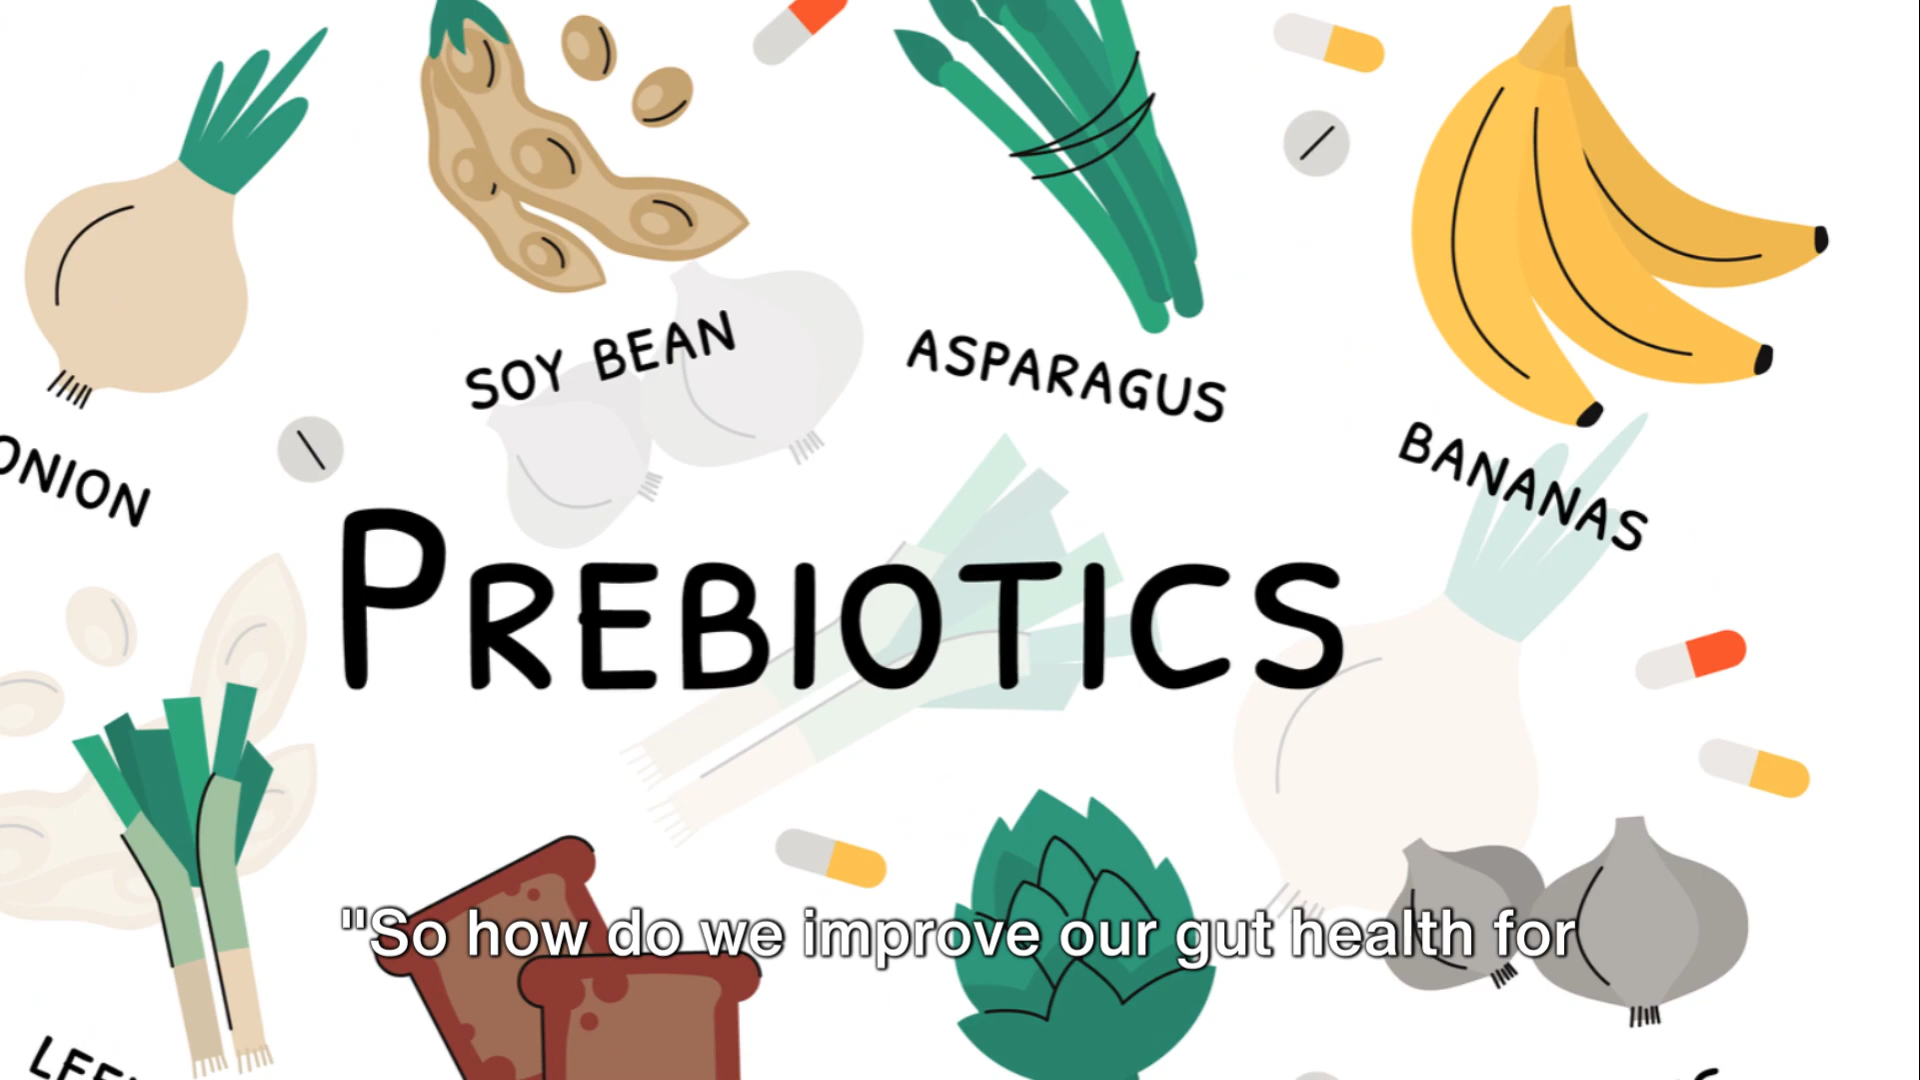 SOY BEAN
ASPARAGUS
BANANAS
ONION
PREBIOTICS
"So how do we improve our gut health for